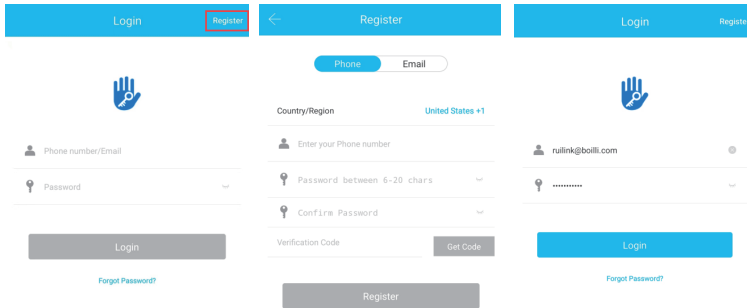 Login
Register
Phone number/Email
Password
Login
Forgot Password?
Register
Phone
Email
Country/Region
United States +1
Enter your Phone number
Password between 6-20 chars
Confirm Password
Verification Code
Get Code
Register
Login
Registe
ruilink@boilli.com
•••••••••••
Login
Forgot Password?